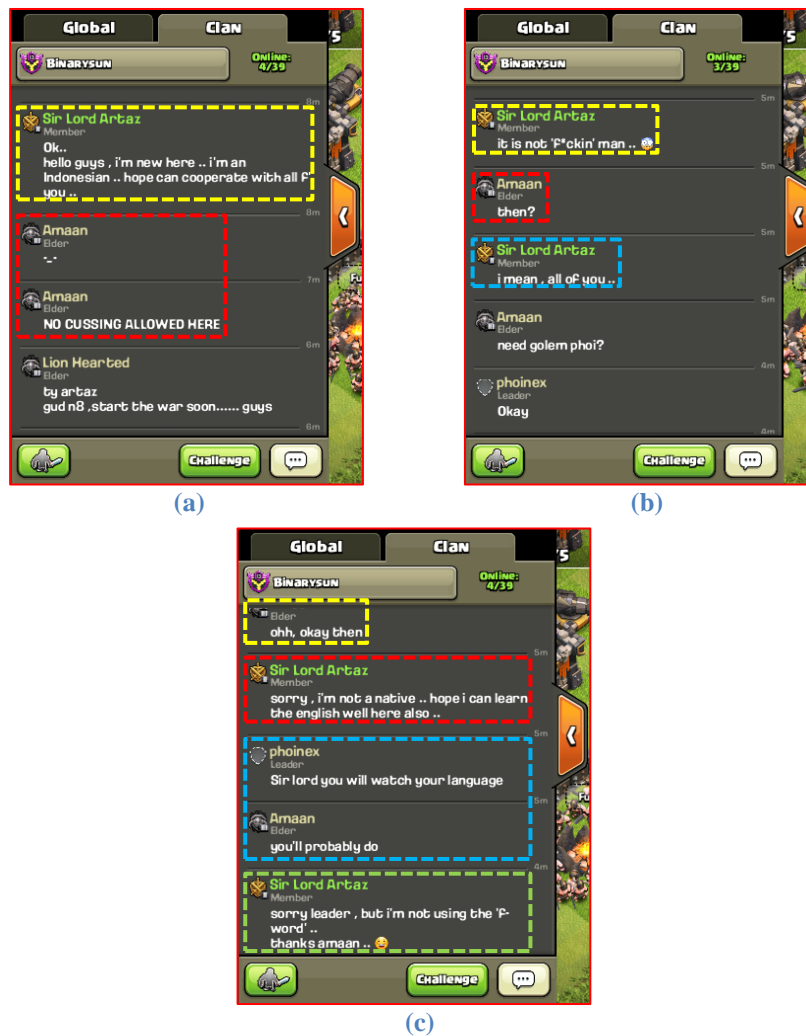 Global
Clan
Binarysun
Online:
4/39
8m
Sir Lord Artaz
Member
Ok..
hello guys , i'm new here .. i'm an
Indonesian .. hope can cooperate with all f'
you ..
8m
Amaan
Elder
-_-
7m
Amaan
Elder
NO CUSSING ALLOWED HERE
6m
Lion Hearted
Elder
ty artaz
gud n8 ,start the war soon...... guys
6m
Challenge
(a)
Global
Clan
Binarysun
Online:
3/39
5m
Sir Lord Artaz
Member
it is not 'f*ckin' man ..
5m
Amaan
Elder
then?
5m
Sir Lord Artaz
Member
i mean , all of you ..
5m
Amaan
Elder
need golem phoi?
4m
phoinex
Leader
Okay
4m
Challenge
(b)
Global
Clan
/5
Binarysun
Online:
4/39
Elder
ohh, okay then
5m
Sir Lord Artaz
Member
sorry , i'm not a native .. hope i can learn
the english well here also ..
5m
phoinex
Leader
Sir lord you will watch your language
5m
Amaan
Elder
you'll probably do
4m
Sir Lord Artaz
Member
sorry leader , but i'm not using the 'f-
word' ..
thanks amaan ..
Challenge
(c)